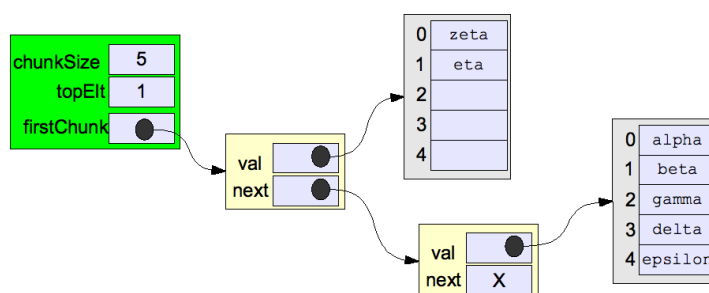 chunkSize 5
topElt 1
firstChunk
val
next
0 zeta
1 eta
2
3
4
val
next X
0 alpha
1 beta
2 gamma
3 delta
4 epsilon